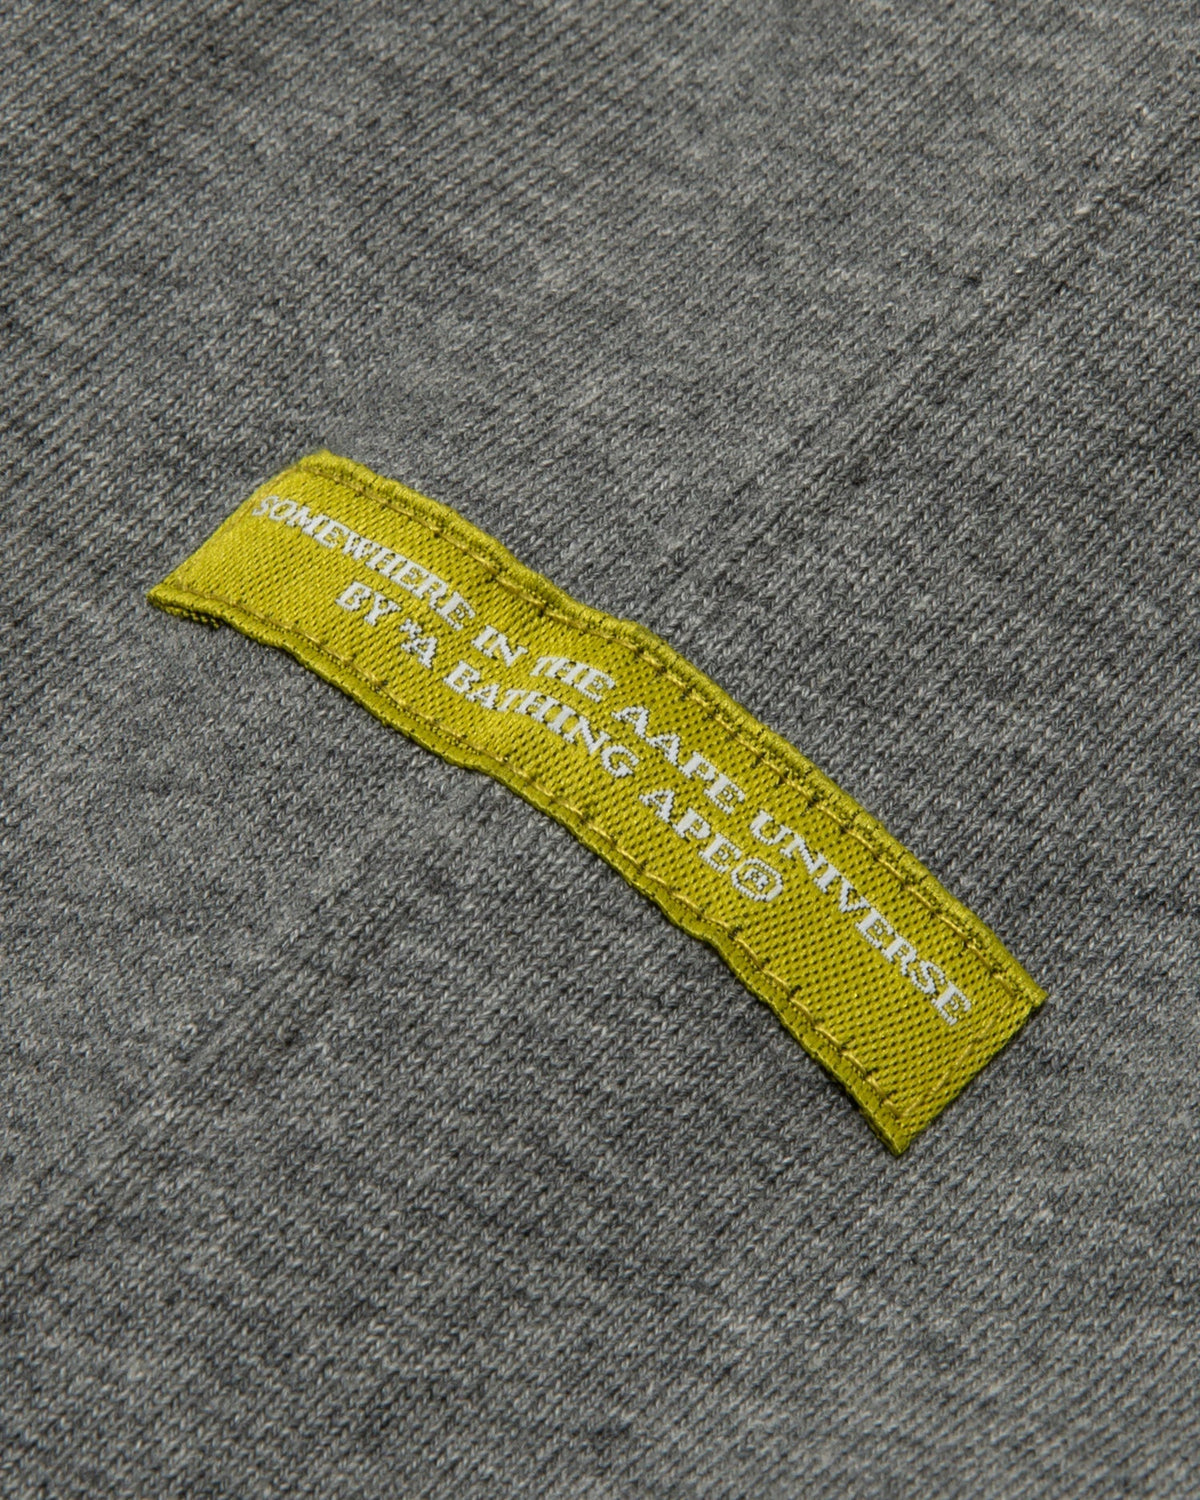 SOMEWHERE IN THE AAPE UNIVERSE
BY *A BATHING APE®